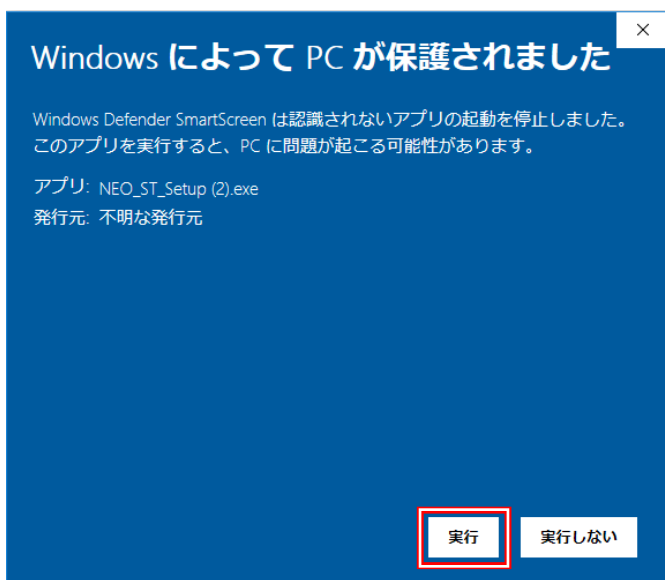 Windows によって PC が保護されました
Windows Defender SmartScreen は認識されないアプリの起動を停止しました。
このアプリを実行すると、PC に問題が起こる可能性があります。
アプリ: NEO_ST_Setup (2).exe
発行元: 不明な発行元
実行 実行しない